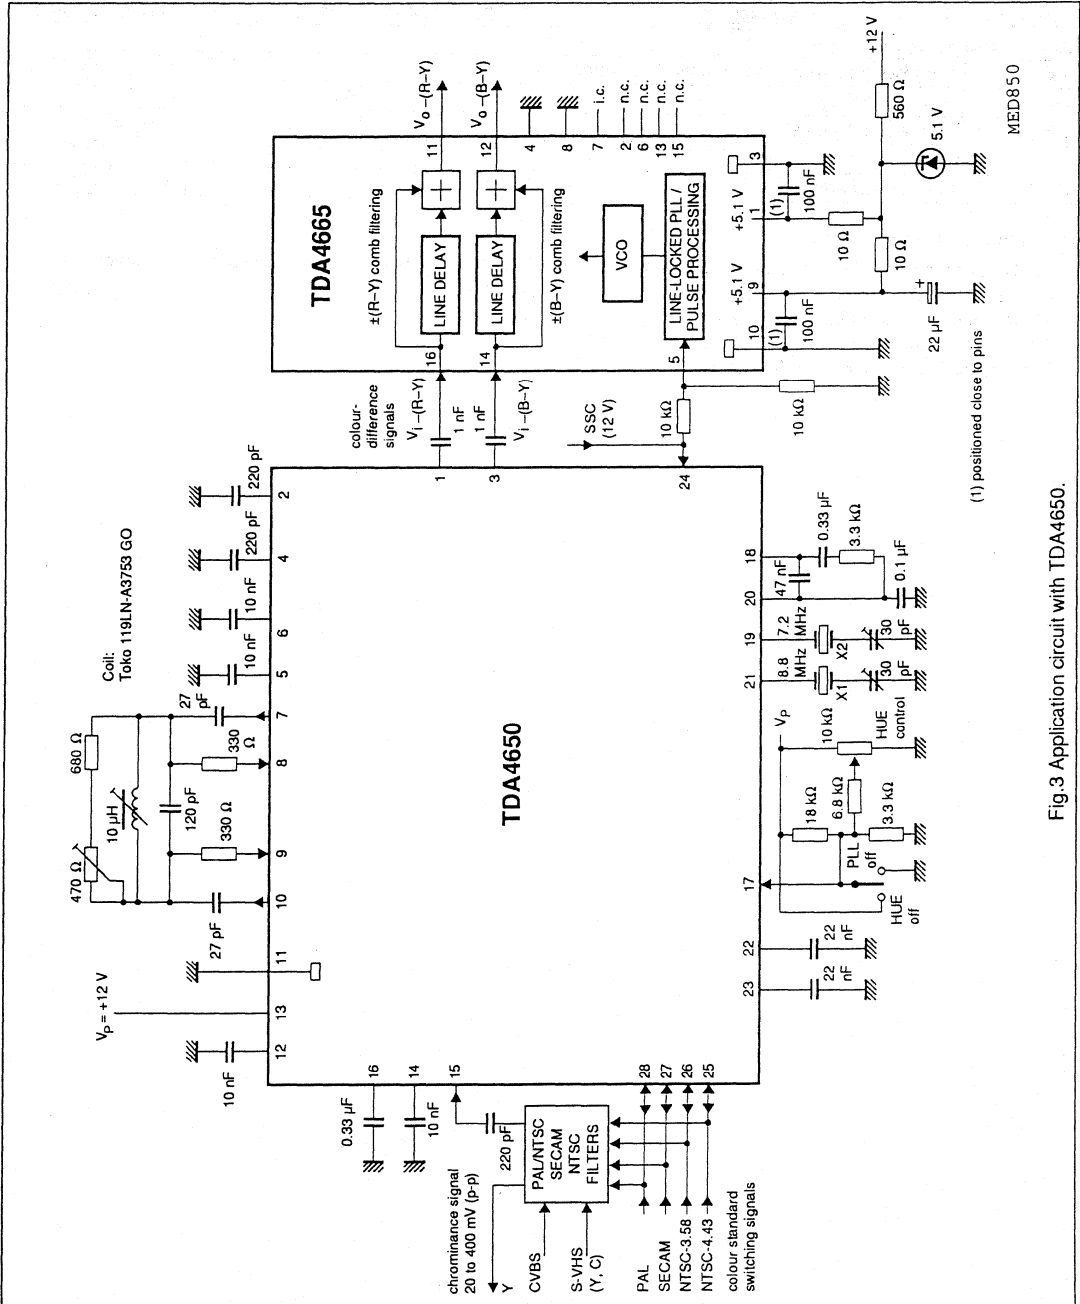 TDA4665
±(R–Y) comb filtering
LINE DELAY
+
11
V o –(R–Y)
LINE DELAY
+
12
V o –(B–Y)
±(B–Y) comb filtering
4
8
7 i.c.
2 n.c.
6 n.c.
13 n.c.
15 n.c.
VCO
LINE-LOCKED PLL /
PULSE PROCESSING
16
14
5
10
9
+5.1 V
1
+5.1 V
3
(1)
100 nF
(1)
100 nF
10 Ω
10 Ω
22 µF
+
560 Ω
+12 V
5.1 V
MED850
(1) positioned close to pins
colour-
difference
signals
V i –(R–Y)
1 nF
1 nF
V i –(B–Y)
SSC
(12 V)
10 kΩ
10 kΩ
TDA4650
1
3
24
2
220 pF
4
220 pF
6
10 nF
5
10 nF
Coil:
Toko 119LN-A3753 GO
7
27
pF
8
330
Ω
680 Ω
10 µH
120 pF
9
330 Ω
470 Ω
10
27 pF
11
13
V P = +12 V
12
10 nF
16
0.33 µF
14
10 nF
15
220 pF
chrominance signal
20 to 400 mV (p-p)
PAL/NTSC
SECAM
NTSC
FILTERS
Y
CVBS
S-VHS
(Y, C)
PAL
SECAM
NTSC-3.58
NTSC-4.43
28
27
26
25
colour standard
switching signals
23
22
nF
22
22
nF
17
HUE
off
PLL
off
18 kΩ
6.8 kΩ
3.3 kΩ
10 kΩ
V P
HUE
control
21
8.8
MHz
X1
30
pF
19
7.2
MHz
X2
30
pF
20
47 nF
18
0.33 µF
3.3 kΩ
0.1 µF
Fig.3 Application circuit with TDA4650.